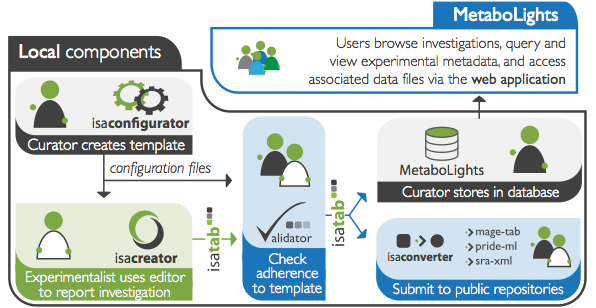 MetaboLights
Users browse investigations, query and
view experimental metadata, and access
associated data files via the web application
Local components
isaconfigurator
Curator creates template
configuration files
isacreator
Experimentalist uses editor
to report investigation
isatab
validator
Check
adherence
to template
isatab
MetaboLights
Curator stores in database
isaconverter
mage-tab
pride-ml
sra-xml
Submit to public repositories